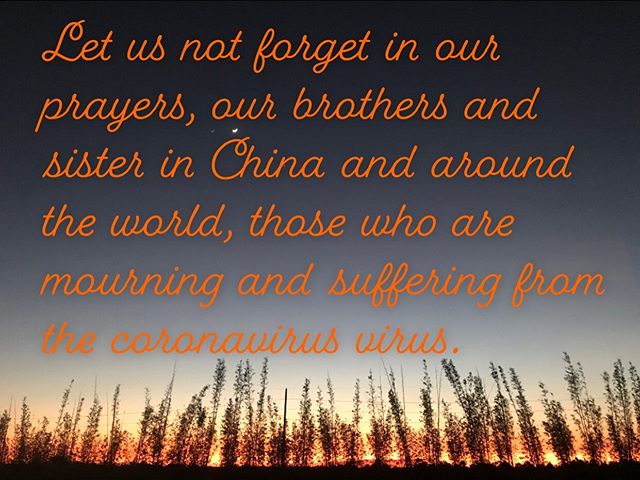 Let us not forget in our
prayers, our brothers and
sister in China and around
the world, those who are
mourning and suffering from
the coronavirus virus.